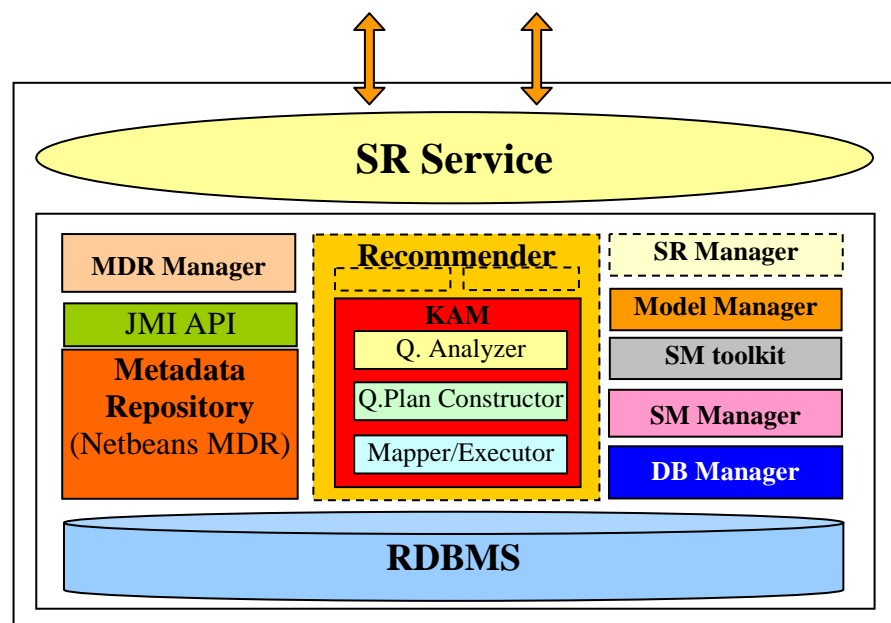 SR Service
MDR Manager
JMI API
Metadata
Repository
(Netbeans MDR)
Recommender
KAM
Q. Analyzer
Q.Plan Constructor
Mapper/Executor
SR Manager
Model Manager
SM toolkit
SM Manager
DB Manager
RDBMS